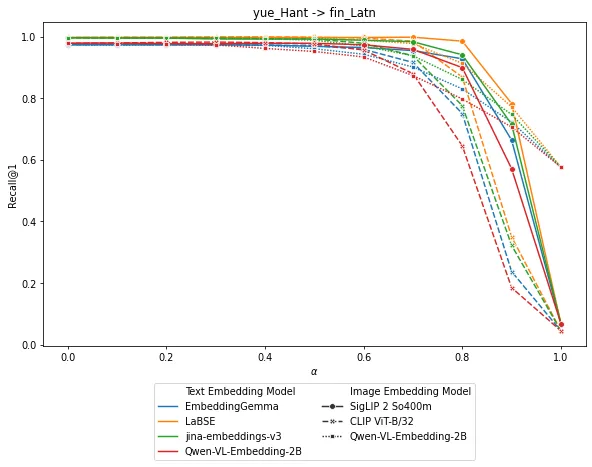 yue_Hant -> fin_Latn
1.0
0.8
0.6
0.4
0.2
0.0
Recall@1
0.0 0.2 0.4 0.6 0.8 1.0
α
Text Embedding Model
EmbeddingGemma
LaBSE
jina-embeddings-v3
Qwen-VL-Embedding-2B
Image Embedding Model
SigLIP 2 So400m
CLIP ViT-B/32
Qwen-VL-Embedding-2B